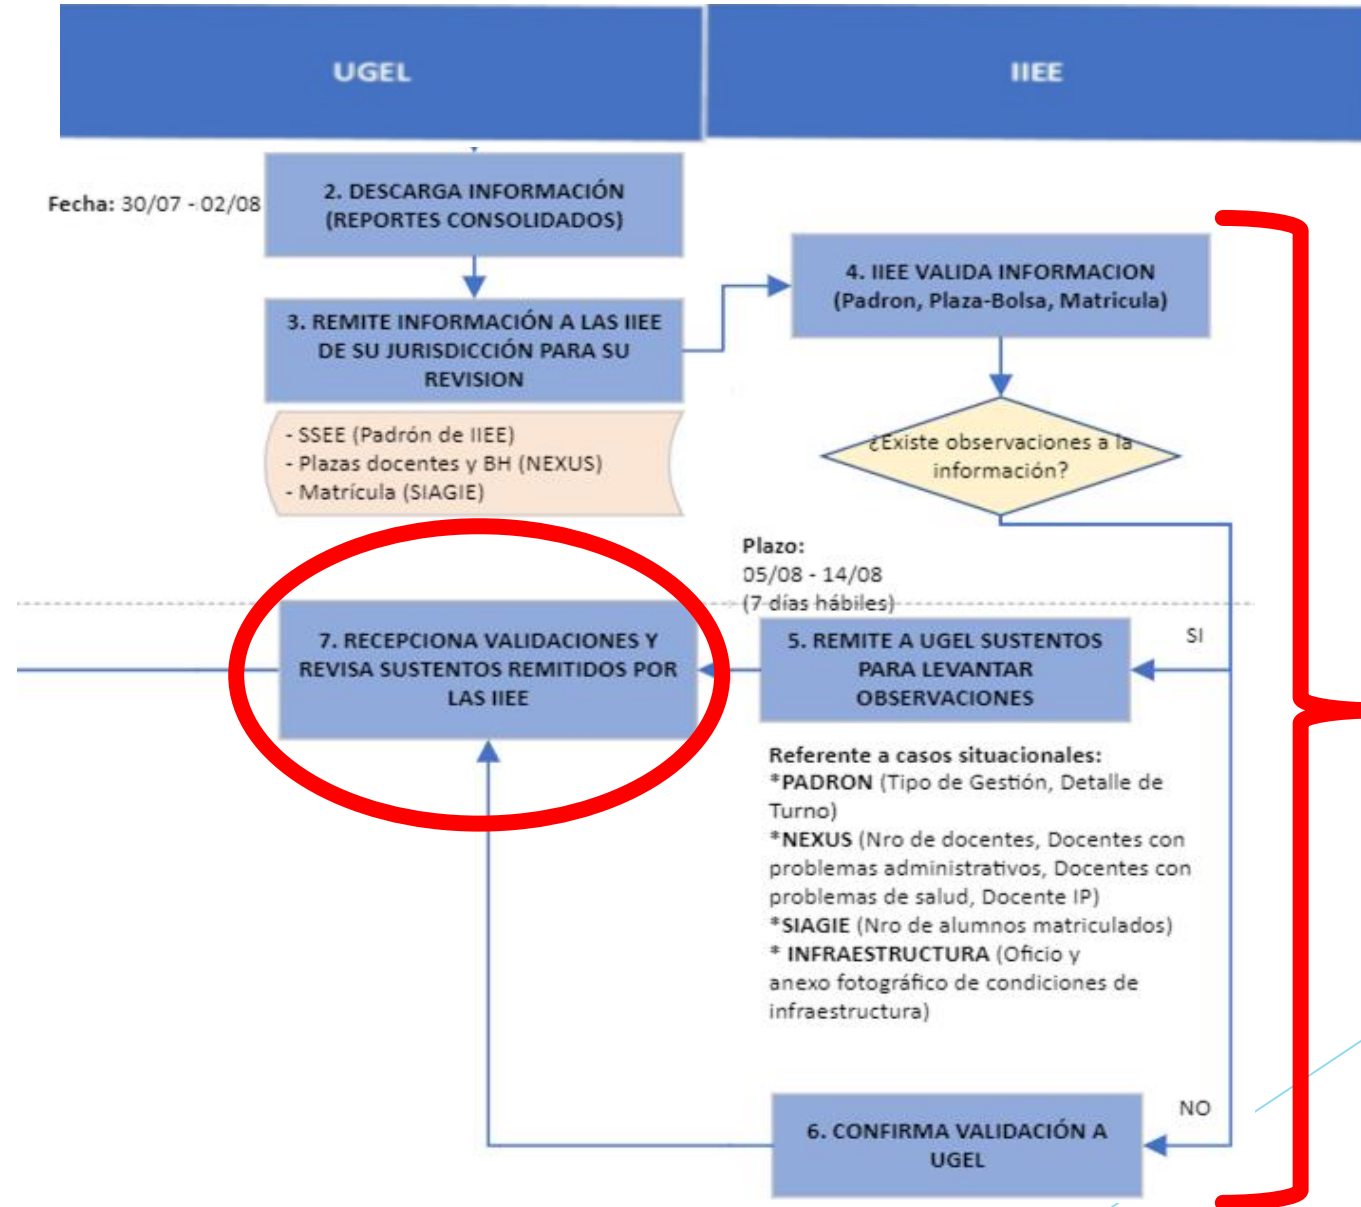 UGEL
IIEE
Fecha: 30/07 - 02/08
2. DESCARGA INFORMACIÓN
(REPORTES CONSOLIDADOS)
3. REMITE INFORMACIÓN A LAS IIEE
DE SU JURISDICCIÓN PARA SU
REVISION
- SSEE (Padrón de IIEE)
- Plazas docentes y BH (NEXUS)
- Matrícula (SIAGIE)
4. IIEE VALIDA INFORMACION
(Padron, Plaza-Bolsa, Matricula)
¿Existe observaciones a la
información?
Plazo:
05/08 - 14/08
(7 días hábiles)
SI
5. REMITE A UGEL SUSTENTOS
PARA LEVANTAR
OBSERVACIONES
7. RECEPCIONA VALIDACIONES Y
REVISA SUSTENTOS REMITIDOS POR
LAS IIEE
Referente a casos situacionales:
*PADRON (Tipo de Gestión, Detalle de
Turno)
*NEXUS (Nro de docentes, Docentes con
problemas administrativos, Docentes con
problemas de salud, Docente IP)
*SIAGIE (Nro de alumnos matriculados)
* INFRAESTRUCTURA (Oficio y
anexo fotográfico de condiciones de
infraestructura)
NO
6. CONFIRMA VALIDACIÓN A
UGEL